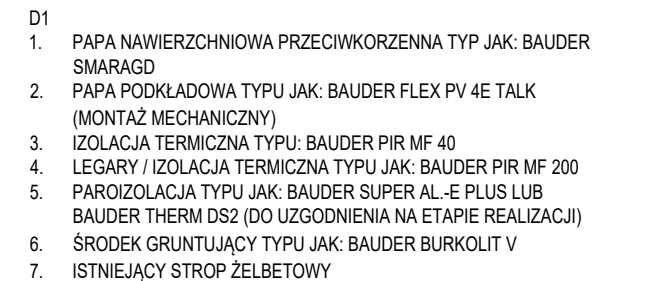 D1
1. PAPA NAWIERZCHNIOWA PRZECIWKORZENNA TYP JAK: BAUDER
SMARAGD
2. PAPA PODKŁADOWA TYPU JAK: BAUDER FLEX PV 4E TALK
(MONTAŻ MECHANICZNY)
3. IZOLACJA TERMICZNA TYPU: BAUDER PIR MF 40
4. LEGARY / IZOLACJA TERMICZNA TYPU JAK: BAUDER PIR MF 200
5. PAROIZOLACJA TYPU JAK: BAUDER SUPER AL.-E PLUS LUB
BAUDER THERM DS2 (DO UZGODNIENIA NA ETAPIE REALIZACJI)
6. ŚRODEK GRUNTUJĄCY TYPU JAK: BAUDER BURKOLIT V
7. ISTNIEJĄCY STROP ŻELBETOWY